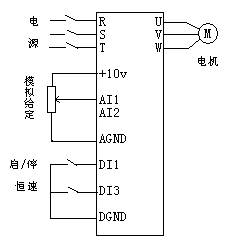 电 R U
S V M
源 T W
电机
+10v
模拟给定
AI1
AI2
AGND
启/停 DI1
恒速 DI3
DGND